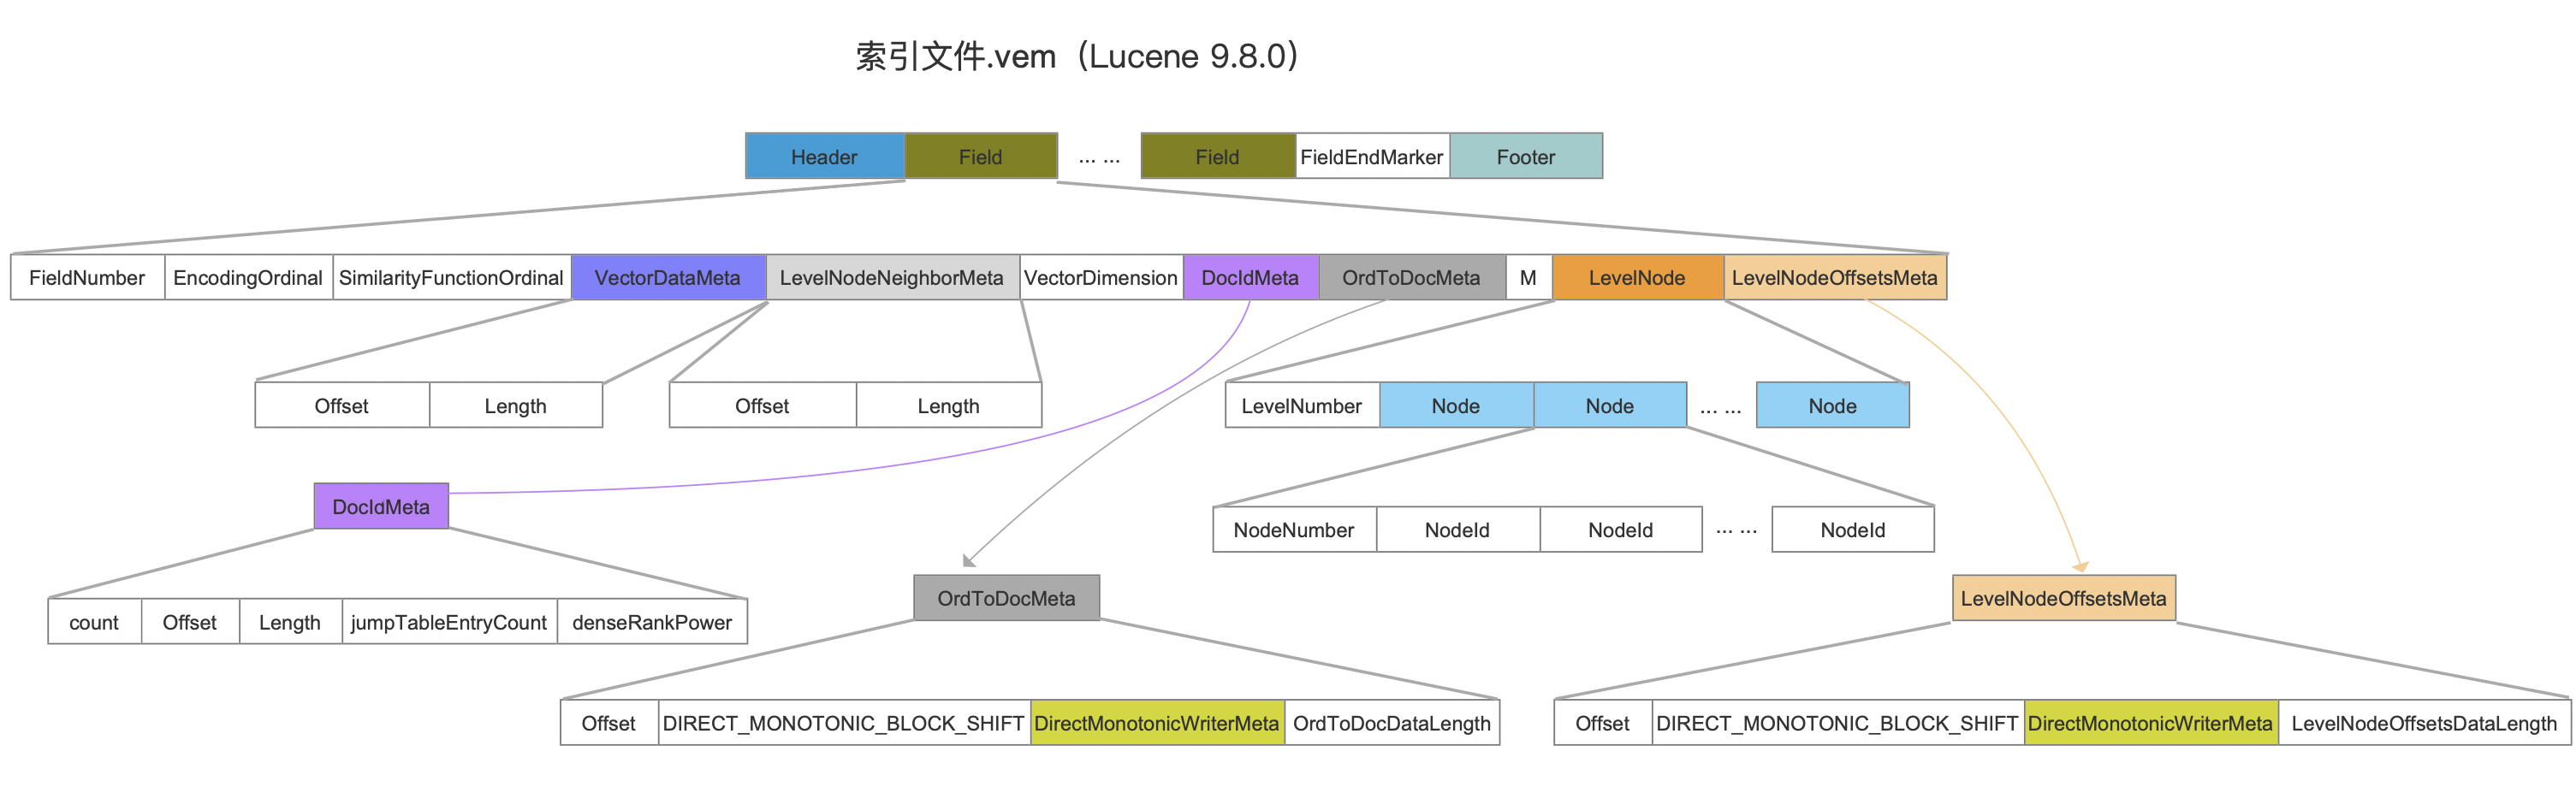 索引文件.vem（Lucene 9.8.0）
Header Field ... ... Field FieldEndMarker Footer
FieldNumber EncodingOrdinal SimilarityFunctionOrdinal VectorDataMeta LevelNodeNeighborMeta VectorDimension DocIdMeta OrdToDocMeta M LevelNode LevelNodeOffsetsMeta
Offset Length Offset Length LevelNumber Node Node ... ... Node
DocIdMeta
NodeNumber NodeId NodeId ... ... NodeId
OrdToDocMeta LevelNodeOffsetsMeta
count Offset Length jumpTableEntryCount denseRankPower
Offset DIRECT_MONOTONIC_BLOCK_SHIFT DirectMonotonicWriterMeta OrdToDocDataLength Offset DIRECT_MONOTONIC_BLOCK_SHIFT DirectMonotonicWriterMeta LevelNodeOffsetsDataLength